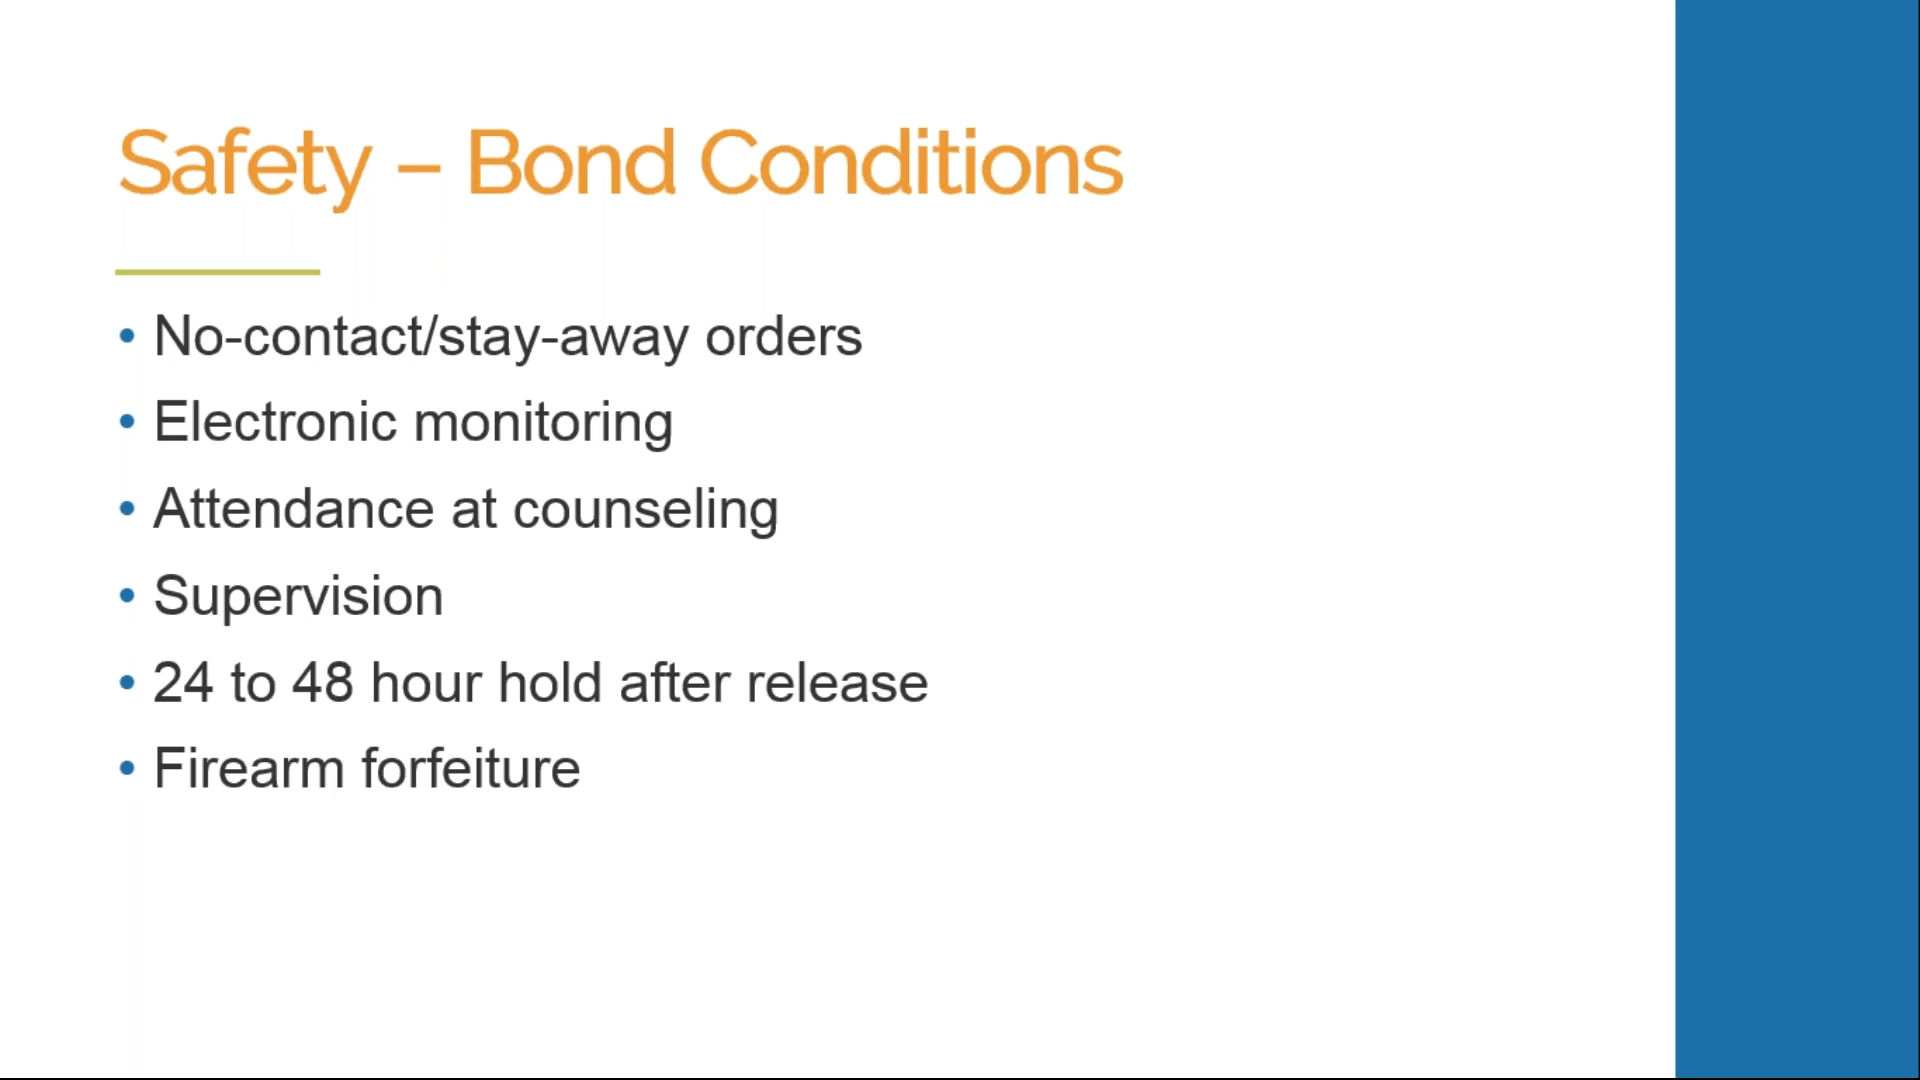 Safety – Bond Conditions
• No-contact/stay-away orders
• Electronic monitoring
• Attendance at counseling
• Supervision
• 24 to 48 hour hold after release
• Firearm forfeiture